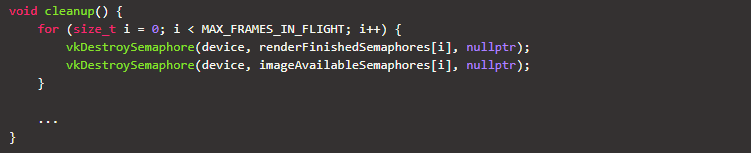 void cleanup() {
    for (size_t i = 0; i < MAX_FRAMES_IN_FLIGHT; i++) {
        vkDestroySemaphore(device, renderFinishedSemaphores[i], nullptr);
        vkDestroySemaphore(device, imageAvailableSemaphores[i], nullptr);
    }

    ...
}